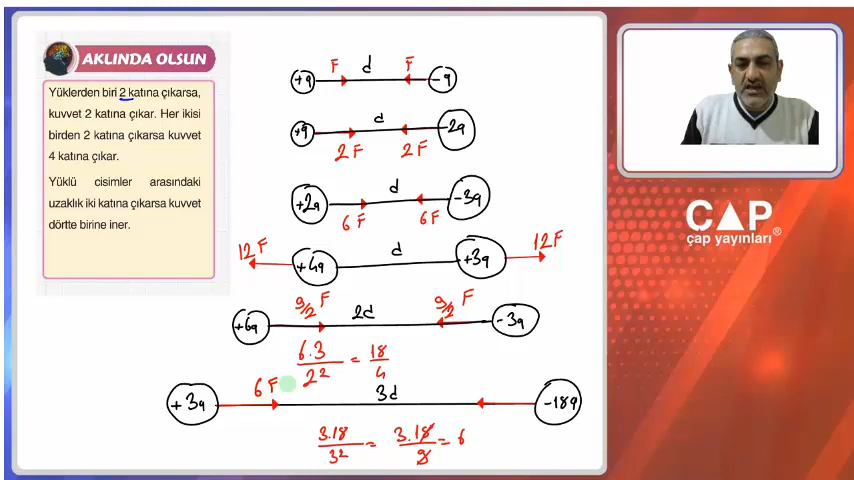 AKLINDA OLSUN
Yüklerden biri 2 katına çıkarsa,
kuvvet 2 katına çıkar. Her ikisi
birden 2 katına çıkarsa kuvvet
4 katına çıkar.
Yüklü cisimler arasındaki
uzaklık iki katına çıkarsa kuvvet
dörtte birine iner.
F d F
+q -q
d
+q 2q
2F 2F
d
+2q -3q
6F 6F
12F d 12F
+4q +3q
9/2 F 2d 9/2 F
+6q -3q
6.3/2² = 18/4
6F 3d
+3q -18q
3.18/3² = 3.18/9 = 6
ÇAP
çap yayınları